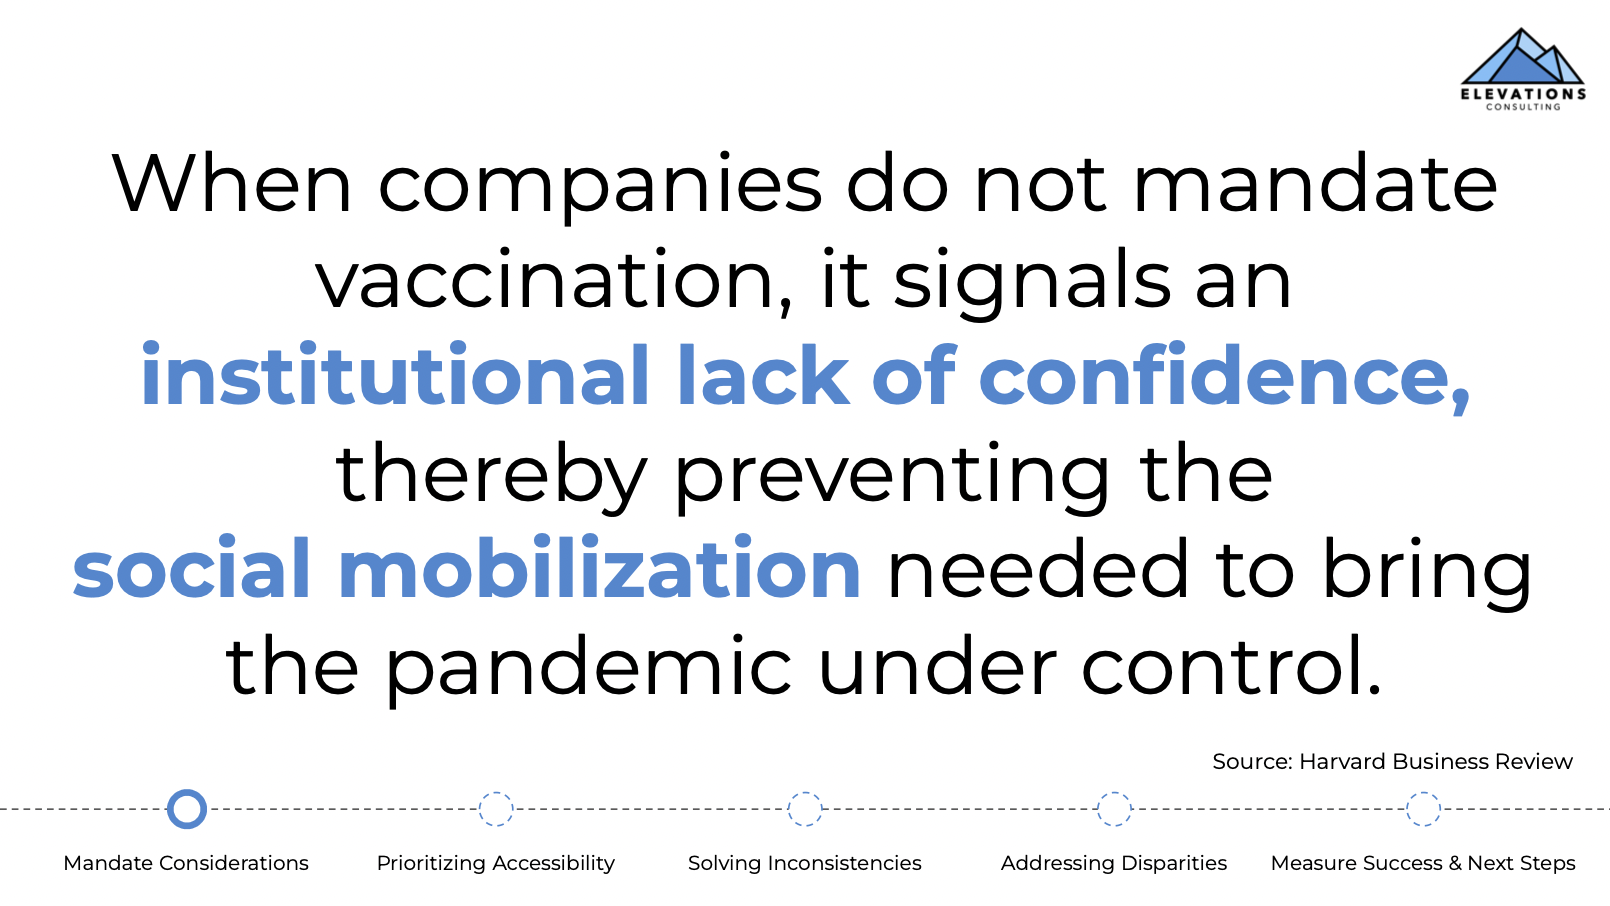 ELEVATIONS
CONSULTING
When companies do not mandate
vaccination, it signals an
institutional lack of confidence,
thereby preventing the
social mobilization needed to bring
the pandemic under control.
Source: Harvard Business Review
Mandate Considerations
Prioritizing Accessibility
Solving Inconsistencies
Addressing Disparities
Measure Success & Next Steps